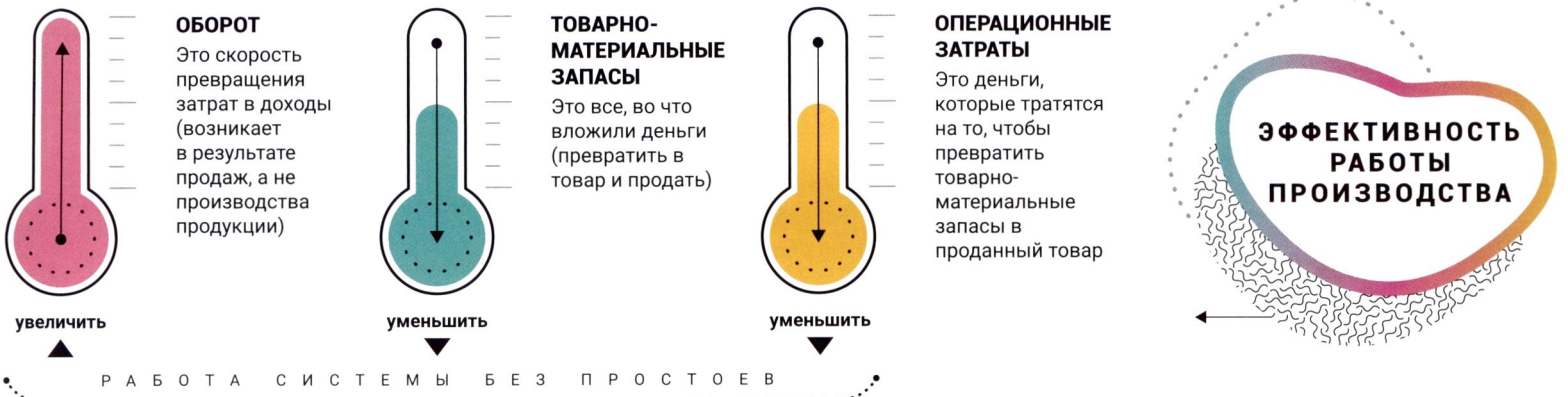 ОБОРОТ
Это скорость
превращения
затрат в доходы
(возникает
в результате
продаж, а не
производства
продукции)
увеличить
ТОВАРНО-
МАТЕРИАЛЬНЫЕ
ЗАПАСЫ
Это все, во что
вложили деньги
(превратить в
товар и продать)
уменьшить
ОПЕРАЦИОННЫЕ
ЗАТРАТЫ
Это деньги,
которые тратятся
на то, чтобы
превратить
товарно-
материальные
запасы в
проданный товар
уменьшить
ЭФФЕКТИВНОСТЬ
РАБОТЫ
ПРОИЗВОДСТВА
РАБОТА СИСТЕМЫ БЕЗ ПРОСТОЕВ